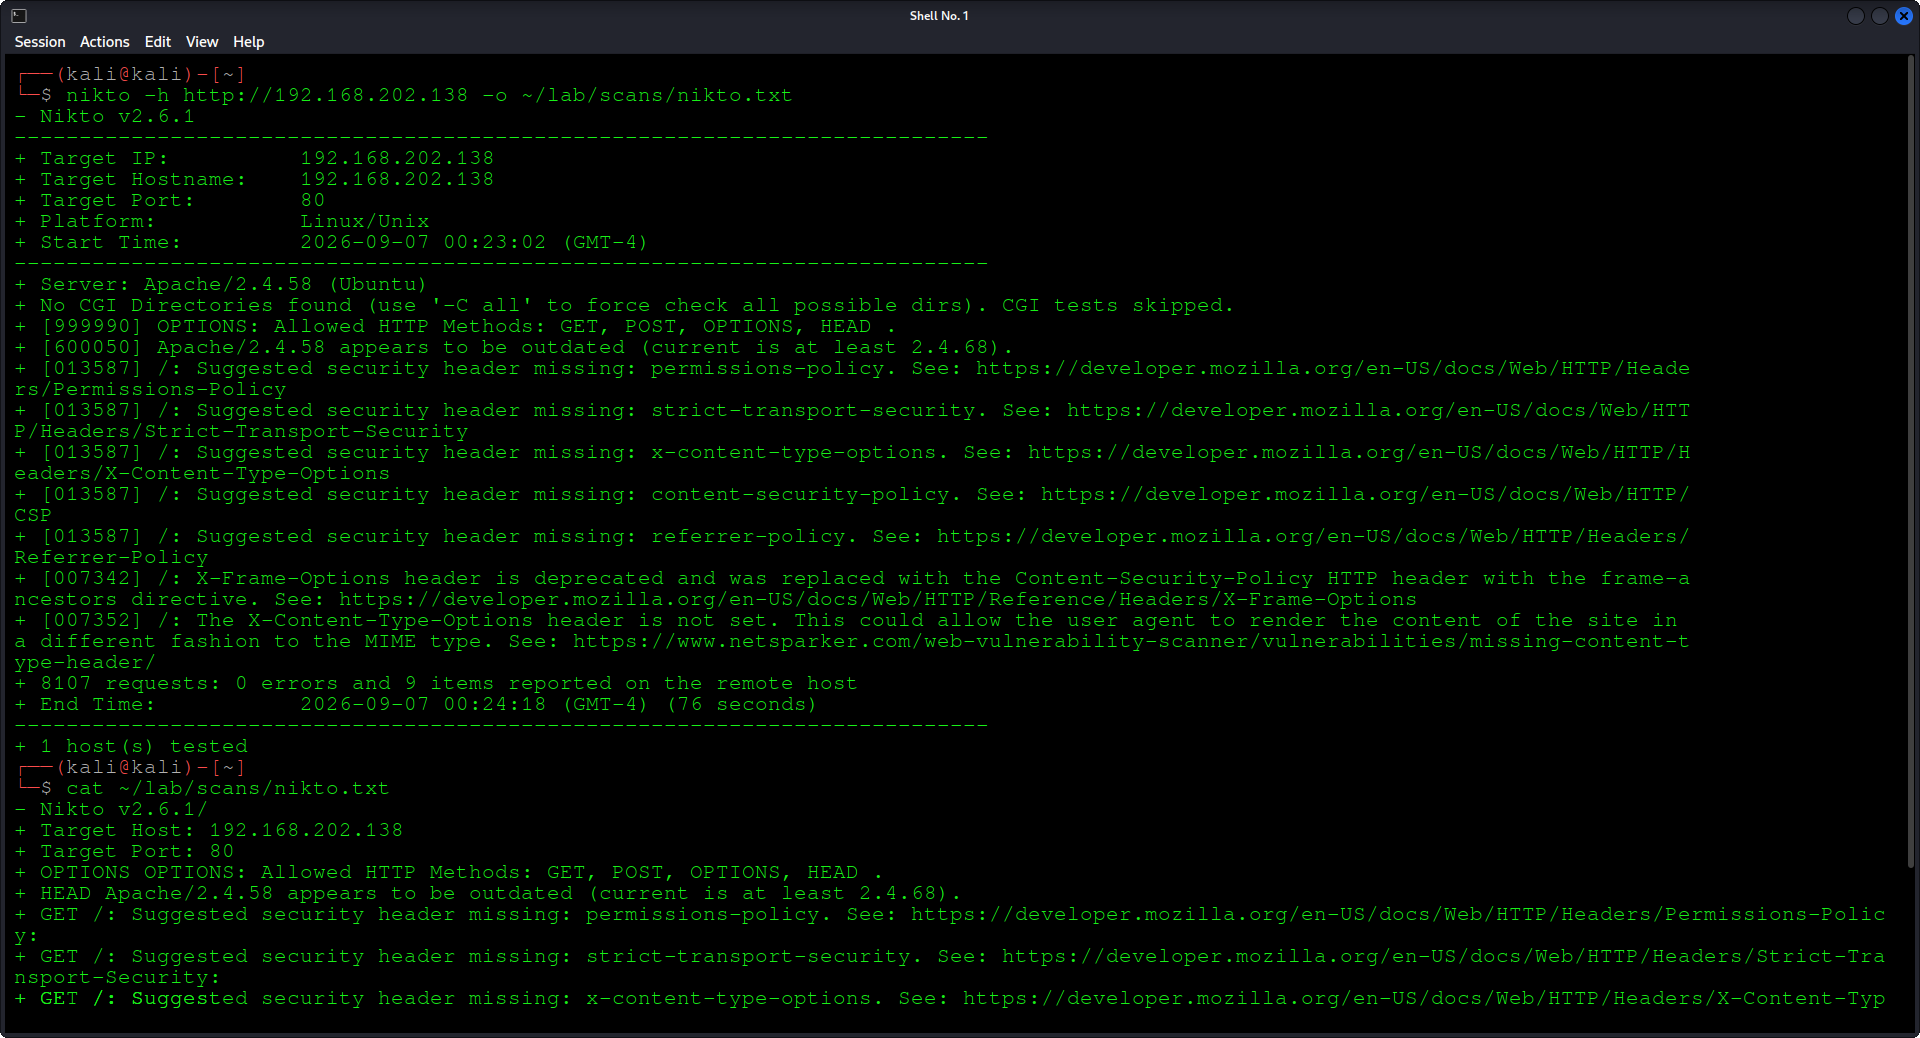 Shell No. 1
Session Actions Edit View Help
┌──(kali@kali)-[~]
└─$ nikto -h http://192.168.202.138 -o ~/lab/scans/nikto.txt
- Nikto v2.6.1
---------------------------------------------------------------------------
+ Target IP:          192.168.202.138
+ Target Hostname:    192.168.202.138
+ Target Port:        80
+ Platform:           Linux/Unix
+ Start Time:         2026-09-07 00:23:02 (GMT-4)
---------------------------------------------------------------------------
+ Server: Apache/2.4.58 (Ubuntu)
+ No CGI Directories found (use '-C all' to force check all possible dirs). CGI tests skipped.
+ [999990] OPTIONS: Allowed HTTP Methods: GET, POST, OPTIONS, HEAD .
+ [600050] Apache/2.4.58 appears to be outdated (current is at least 2.4.68).
+ [013587] /: Suggested security header missing: permissions-policy. See: https://developer.mozilla.org/en-US/docs/Web/HTTP/Heade
rs/Permissions-Policy
+ [013587] /: Suggested security header missing: strict-transport-security. See: https://developer.mozilla.org/en-US/docs/Web/HTT
P/Headers/Strict-Transport-Security
+ [013587] /: Suggested security header missing: x-content-type-options. See: https://developer.mozilla.org/en-US/docs/Web/HTTP/H
eaders/X-Content-Type-Options
+ [013587] /: Suggested security header missing: content-security-policy. See: https://developer.mozilla.org/en-US/docs/Web/HTTP/
CSP
+ [013587] /: Suggested security header missing: referrer-policy. See: https://developer.mozilla.org/en-US/docs/Web/HTTP/Headers/
Referrer-Policy
+ [007342] /: X-Frame-Options header is deprecated and was replaced with the Content-Security-Policy HTTP header with the frame-a
ncestors directive. See: https://developer.mozilla.org/en-US/docs/Web/HTTP/Reference/Headers/X-Frame-Options
+ [007352] /: The X-Content-Type-Options header is not set. This could allow the user agent to render the content of the site in
a different fashion to the MIME type. See: https://www.netsparker.com/web-vulnerability-scanner/vulnerabilities/missing-content-t
ype-header/
+ 8107 requests: 0 errors and 9 items reported on the remote host
+ End Time:           2026-09-07 00:24:18 (GMT-4) (76 seconds)
---------------------------------------------------------------------------
+ 1 host(s) tested
┌──(kali@kali)-[~]
└─$ cat ~/lab/scans/nikto.txt
- Nikto v2.6.1/
+ Target Host: 192.168.202.138
+ Target Port: 80
+ OPTIONS OPTIONS: Allowed HTTP Methods: GET, POST, OPTIONS, HEAD .
+ HEAD Apache/2.4.58 appears to be outdated (current is at least 2.4.68).
+ GET /: Suggested security header missing: permissions-policy. See: https://developer.mozilla.org/en-US/docs/Web/HTTP/Headers/Permissions-Polic
y:
+ GET /: Suggested security header missing: strict-transport-security. See: https://developer.mozilla.org/en-US/docs/Web/HTTP/Headers/Strict-Tra
nsport-Security:
+ GET /: Suggested security header missing: x-content-type-options. See: https://developer.mozilla.org/en-US/docs/Web/HTTP/Headers/X-Content-Typ